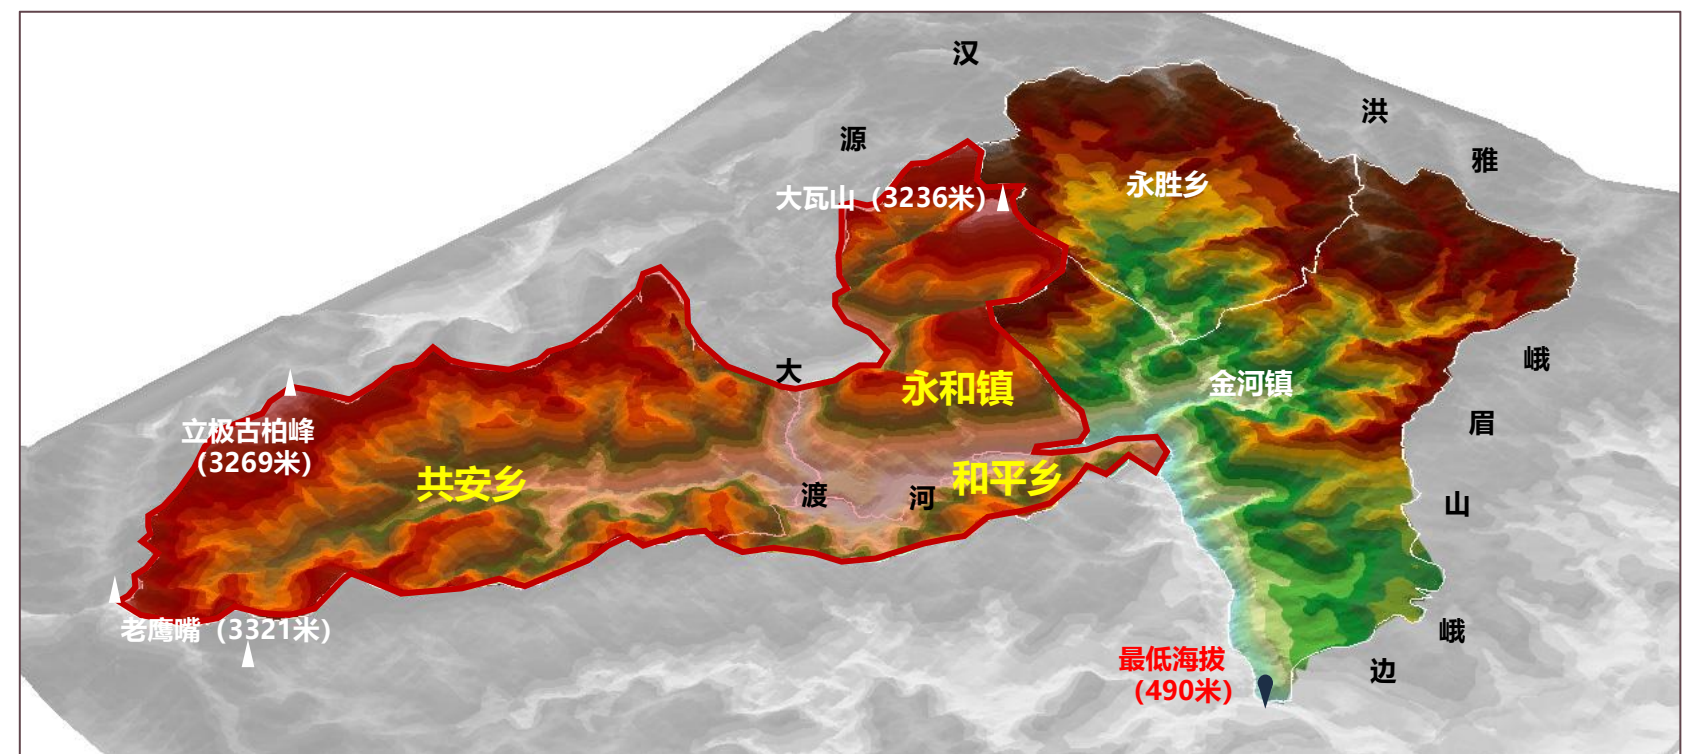 汉
源
洪
雅
大瓦山（3236米）
永胜乡
大
渡
河
立极古柏峰
（3269米）
永和镇
金河镇
共安乡
和平乡
峨
眉
山
老鹰嘴（3321米）
最低海拔
（490米）
峨
边